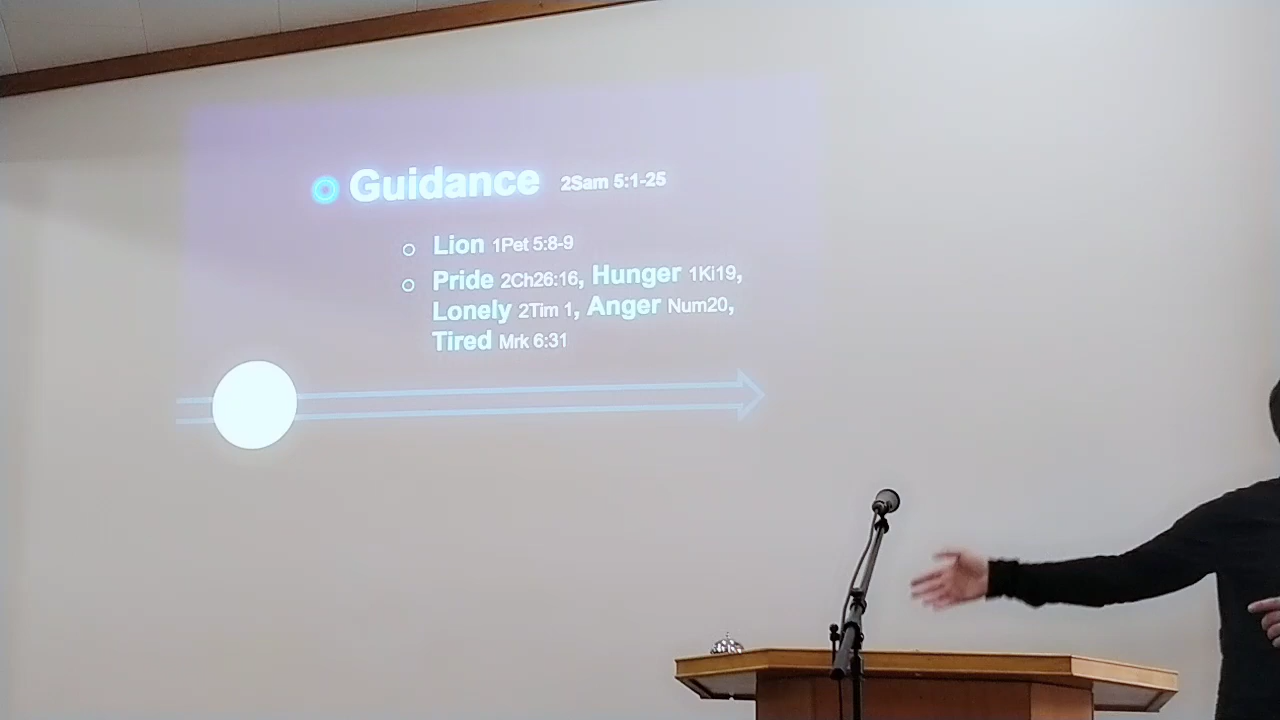 Guidance 2Sam 5:1-25
Lion 1Pet 5:8-9
Pride 2Ch26:16, Hunger 1Ki19,
Lonely 2Tim 1, Anger Num20,
Tired Mrk 6:31